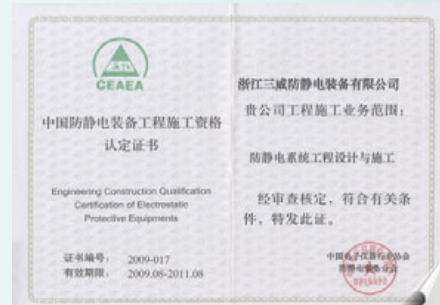 CEAEA
中国防静电装备工程施工资格
认定证书
Engineering Construction Qualification
Certification of Electrostatic
Protective Equipments
证书编号： 2009-017
有效期限： 2009.08-2011.08
浙江三威防静电装备有限公司
贵公司工程施工业务范围：
防静电系统工程设计与施工
经审查核定，符合有关条
件，特发此证。
中国电子仪器行业协会
防静电装备分会